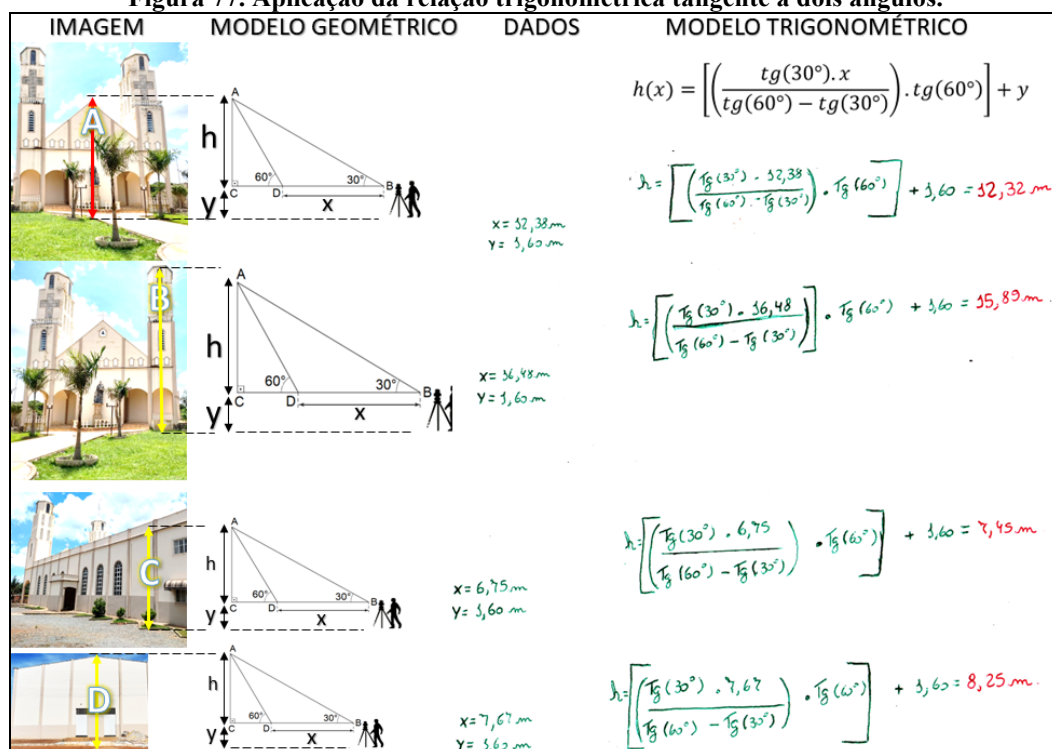 Figura 77: Aplicação da relação trigonométrica tangente a dois ângulos.
IMAGEM MODELO GEOMÉTRICO DADOS MODELO TRIGONOMÉTRICO
h(x) = [(tg(30°).x / tg(60°) − tg(30°)) . tg(60°)] + y
A
A
h
60° 30°
C D B
y x
x = 12,38 m
y = 1,60 m
h = [(Tg(30°) . 12,38 / Tg(60°) - Tg(30°)) . Tg(60°)] + 1,60 = 12,32 m
B
A
h
60° 30°
C D B
y x
x = 16,48 m
y = 1,60 m
h = [(Tg(30°) . 16,48 / Tg(60°) - Tg(30°))] . Tg(60°) + 1,60 = 15,89 m
C
A
h
60° 30°
C D B
y x
x = 6,75 m
y = 1,60 m
h = [(Tg(30°) . 6,75 / Tg(60°) - Tg(30°)) . Tg(60°)] + 1,60 = 7,45 m
D
A
h
60° 30°
C D B
y x
x = 7,67 m
y = 1,60 m
h = [(Tg(30°) . 7,67 / Tg(60°) - Tg(30°)) . Tg(60°)] + 1,60 = 8,25 m.